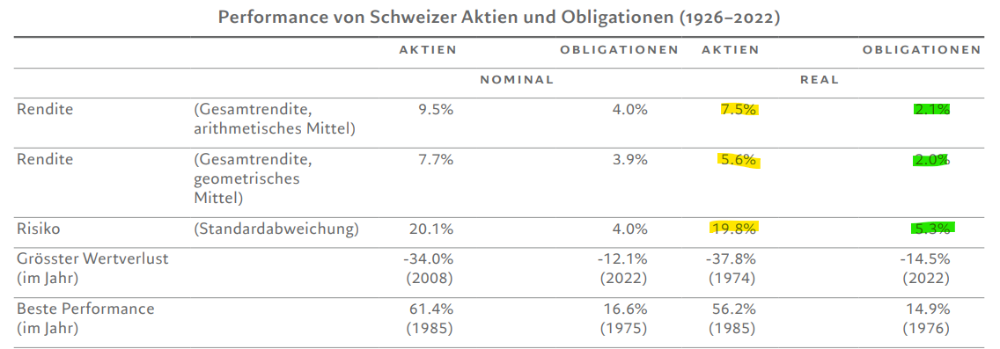 Performance von Schweizer Aktien und Obligationen (1926–2022)
AKTIEN OBLIGATIONEN AKTIEN OBLIGATIONEN
NOMINAL REAL
Rendite (Gesamtrendite, 9.5% 4.0% 7.5% 2.1%
arithmetisches Mittel)
Rendite (Gesamtrendite, 7.7% 3.9% 5.6% 2.0%
geometrisches
Mittel)
Risiko (Standardabweichung) 20.1% 4.0% 19.8% 5.3%
Grösster Wertverlust -34.0% -12.1% -37.8% -14.5%
(im Jahr) (2008) (2022) (1974) (2022)
Beste Performance 61.4% 16.6% 56.2% 14.9%
(im Jahr) (1985) (1975) (1985) (1976)